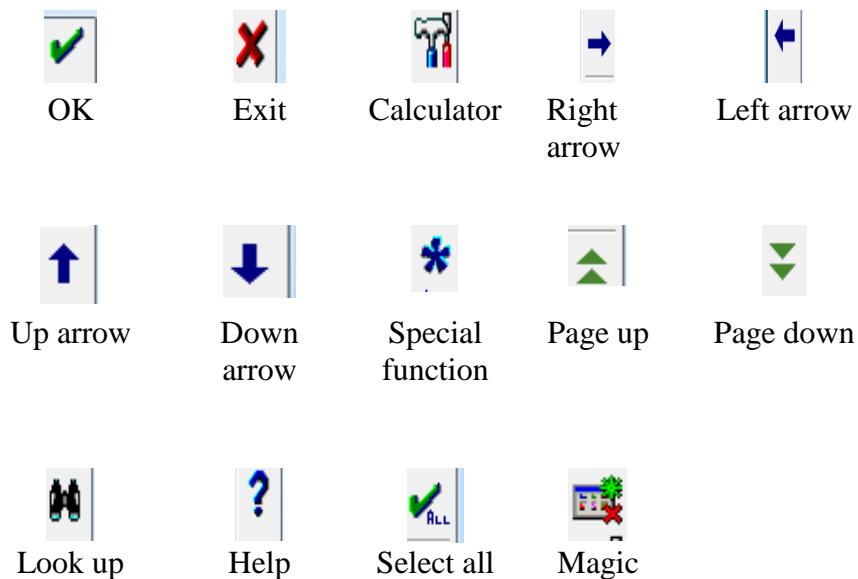 OK Exit Calculator Right arrow Left arrow
Up arrow Down arrow Special function Page up Page down
?
ALL
Look up Help Select all Magic